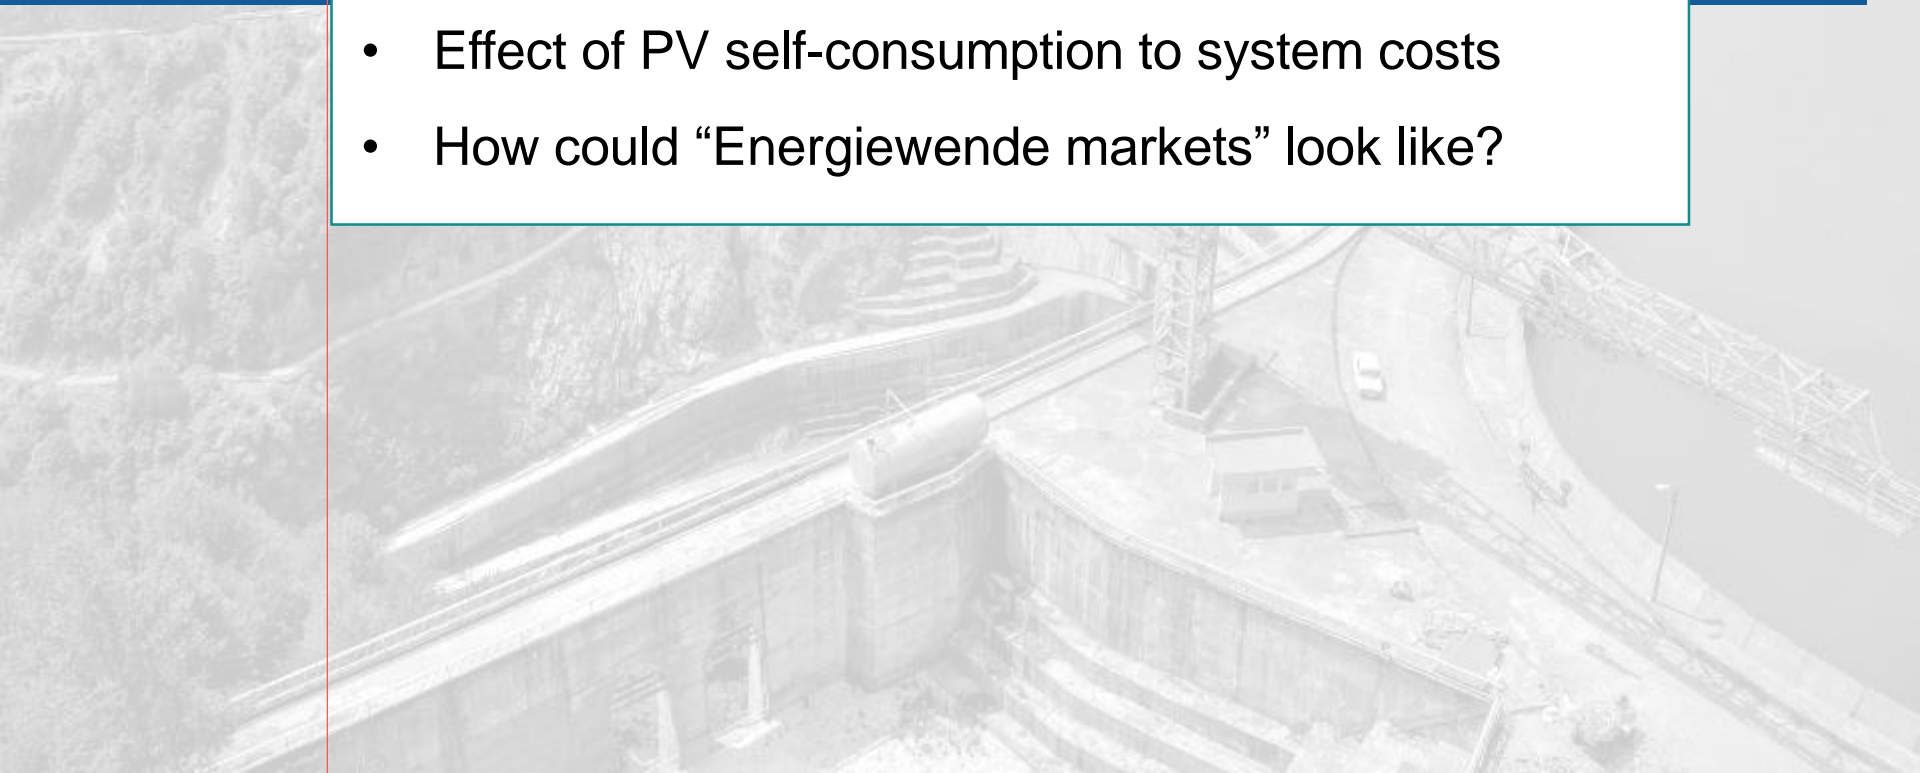 • Effect of PV self-consumption to system costs
• How could “Energiewende markets” look like?